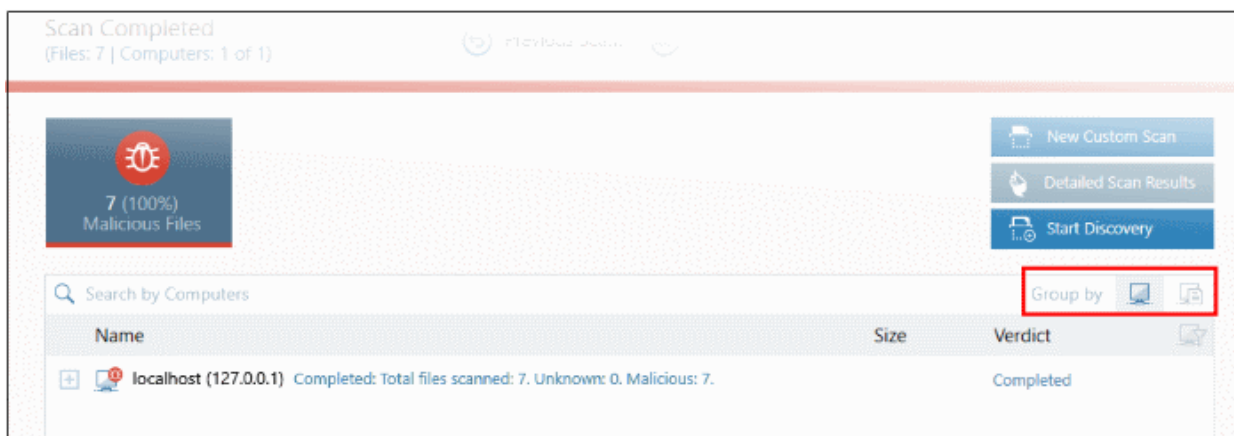 Scan Completed
(Files: 7 | Computers: 1 of 1)
Previous Scan
7 (100%)
Malicious Files
New Custom Scan
Detailed Scan Results
Start Discovery
Search by Computers
Group by
Name Size Verdict
localhost (127.0.0.1) Completed: Total files scanned: 7. Unknown: 0. Malicious: 7. Completed